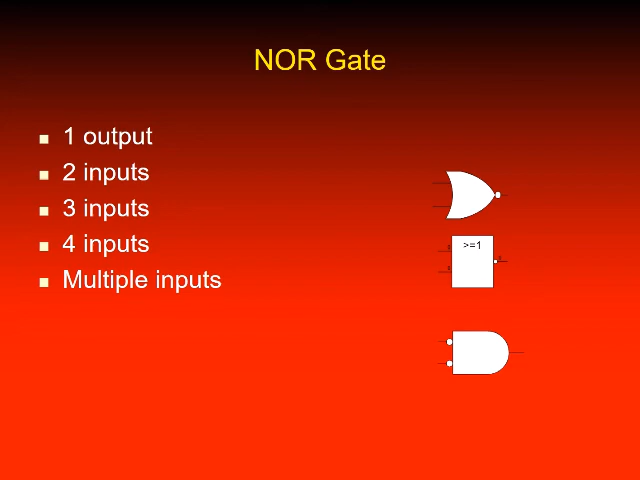 NOR Gate
1 output
2 inputs
3 inputs
4 inputs
Multiple inputs
>=1